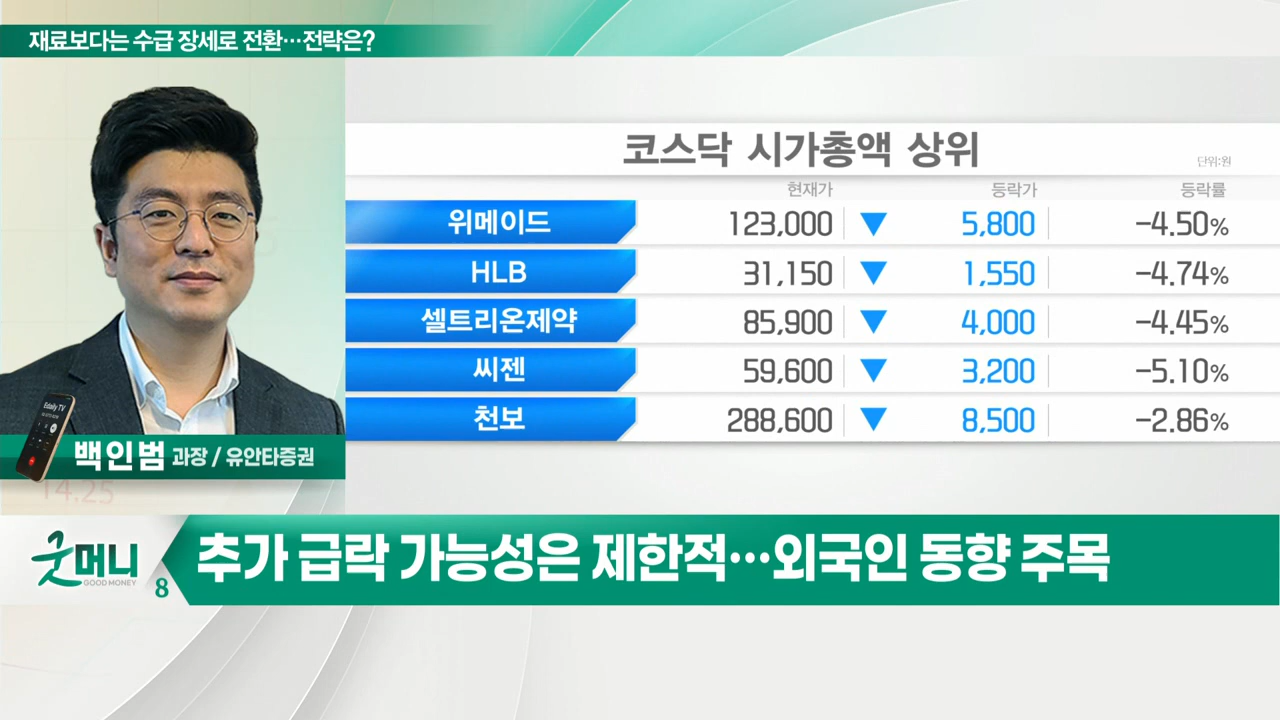 재료보다는 수급 장세로 전환…전략은?
코스닥 시가총액 상위
단위:원
현재가 등락가 등락률
위메이드 123,000 ▼ 5,800 -4.50%
HLB 31,150 ▼ 1,550 -4.74%
셀트리온제약 85,900 ▼ 4,000 -4.45%
씨젠 59,600 ▼ 3,200 -5.10%
천보 288,600 ▼ 8,500 -2.86%
Edaily TV
백인범 과장 / 유안타증권
14.25
굿머니
GOOD MONEY
8
추가 급락 가능성은 제한적…외국인 동향 주목